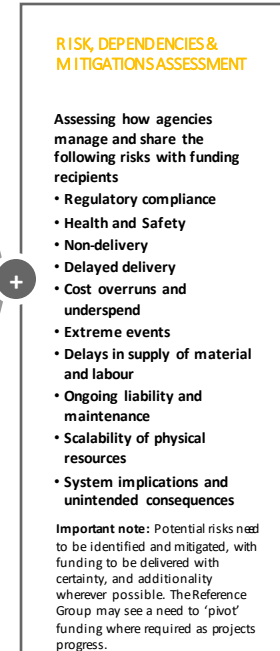 RISK, DEPENDENCIES &
MITIGATIONS ASSESSMENT
Assessing how agencies
manage and share the
following risks with funding
recipients
• Regulatory compliance
• Health and Safety
• Non-delivery
• Delayed delivery
• Cost overruns and
underspend
• Extreme events
• Delays in supply of material
and labour
• Ongoing liability and
maintenance
• Scalability of physical
resources
• System implications and
unintended consequences
Important note: Potential risks need
to be identified and mitigated, with
funding to be delivered with
certainty, and additionality
wherever possible. The Reference
Group may see a need to ‘pivot’
funding where required as projects
progress.
+